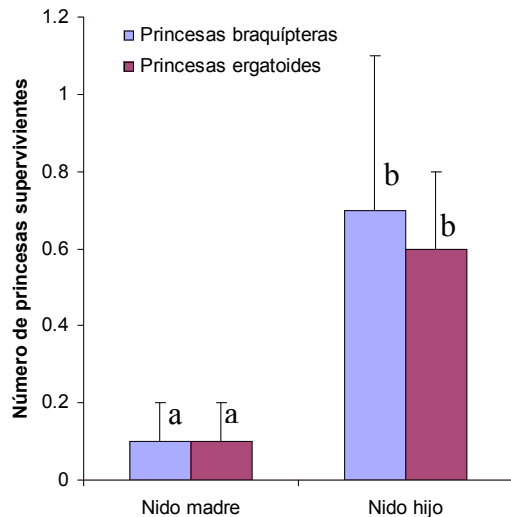 Número de princesas supervivientes
1.2
1
0.8
0.6
0.4
0.2
0
Princesas braquípteras
Princesas ergatoides
a
a
b
b
Nido madre
Nido hijo